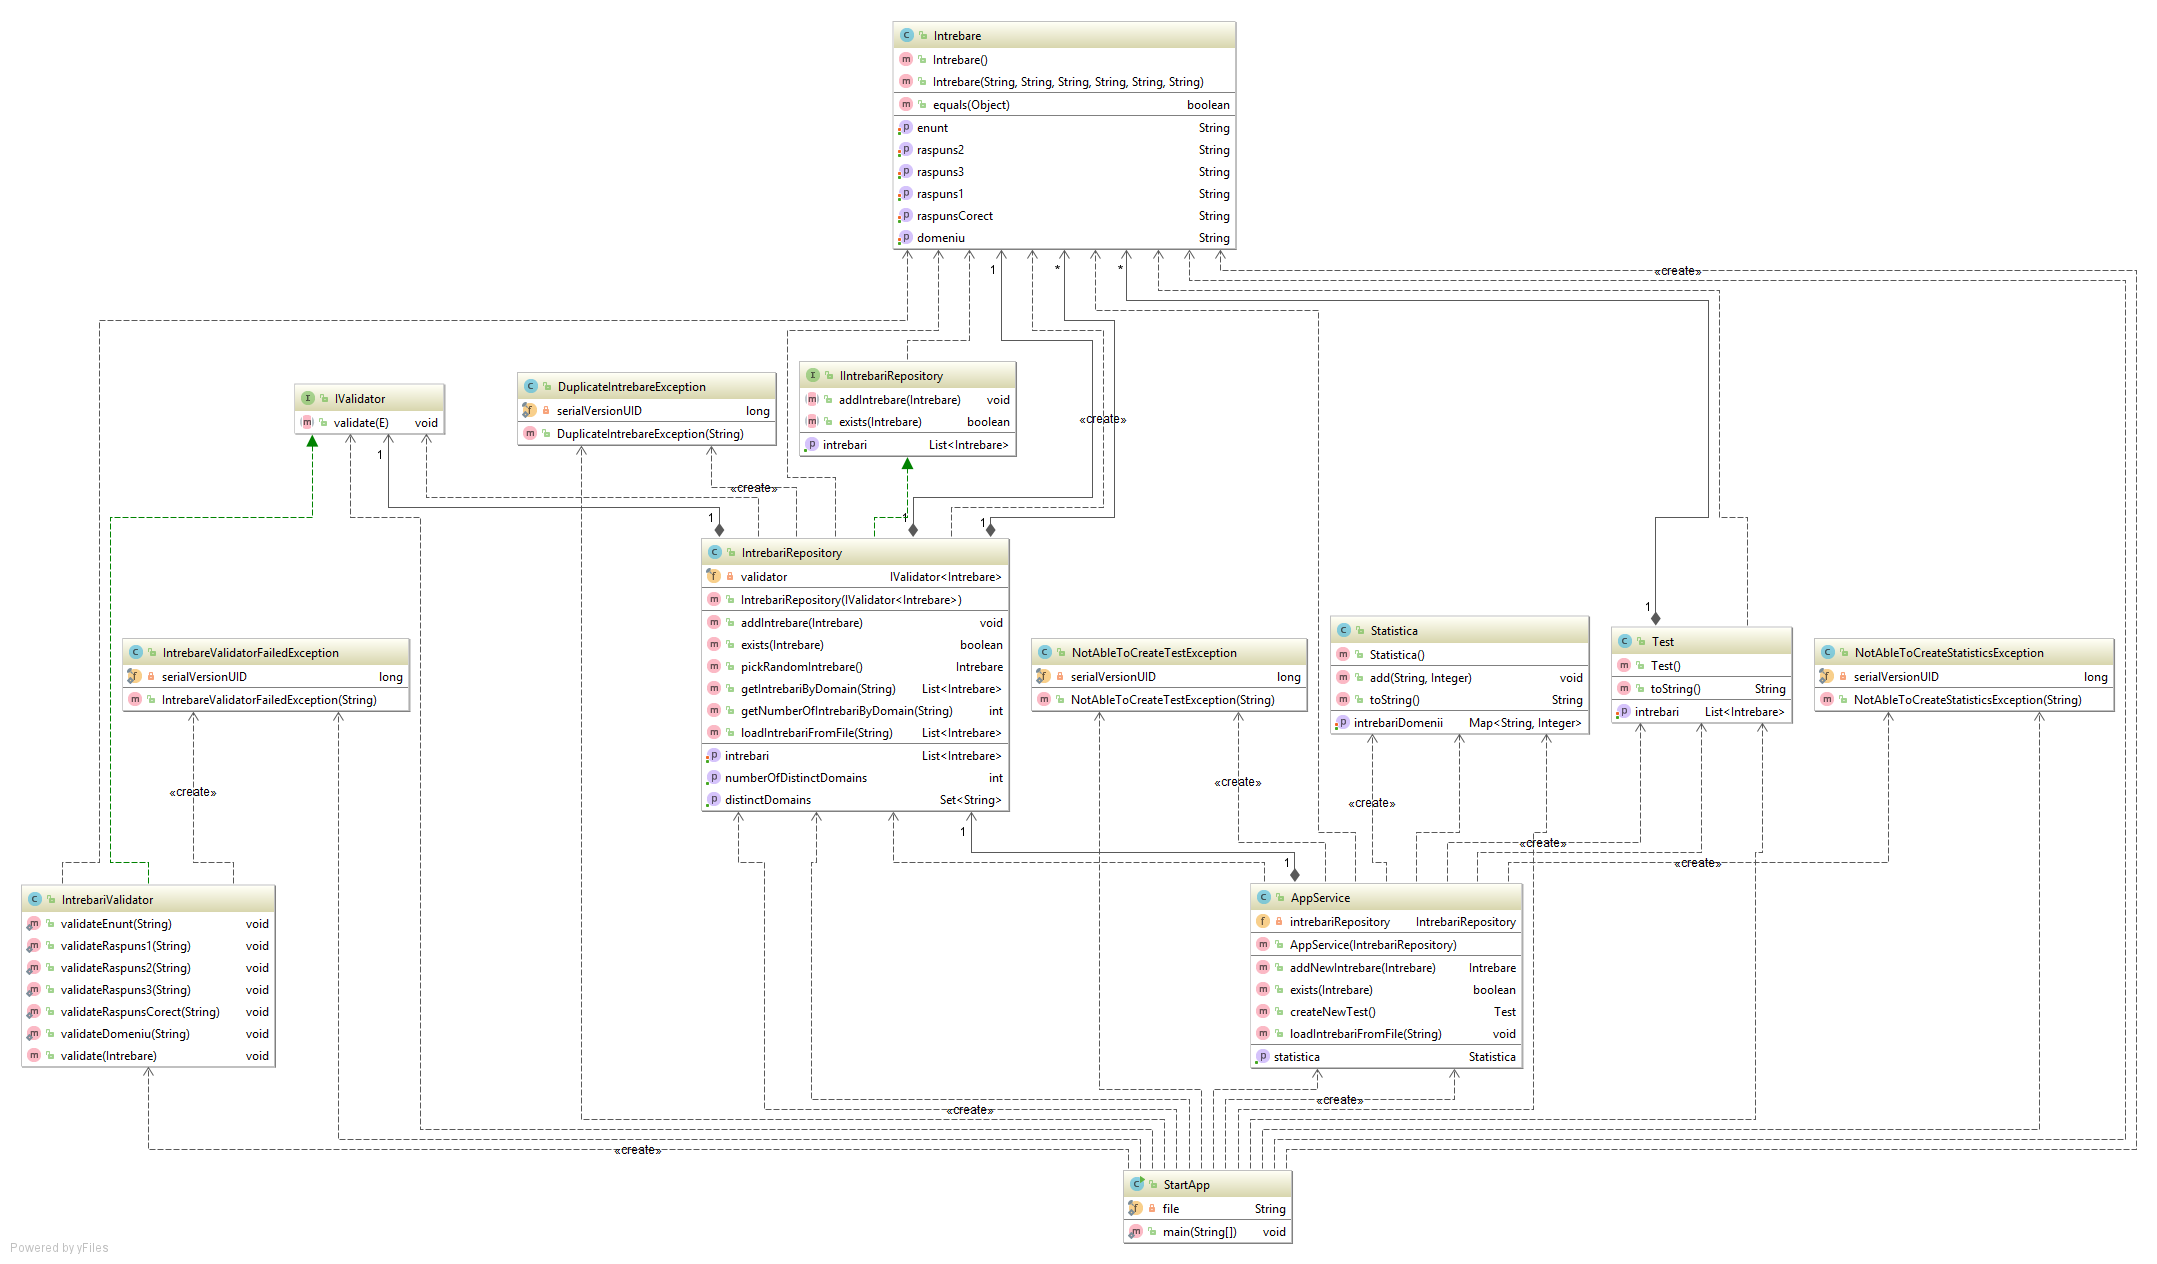 Intrebare
Intrebare()
Intrebare(String, String, String, String, String, String)
equals(Object) boolean
enunt String
raspuns2 String
raspuns3 String
raspuns1 String
raspunsCorect String
domeniu String
1 * *
«create»
IValidator
validate(E) void
1
DuplicateIntrebareException
serialVersionUID long
DuplicateIntrebareException(String)
IIntrebariRepository
addIntrebare(Intrebare) void
exists(Intrebare) boolean
intrebari List<Intrebare>
«create»
«create»
1 1 1
IntrebariRepository
validator IValidator<Intrebare>
IntrebariRepository(IValidator<Intrebare>)
addIntrebare(Intrebare) void
exists(Intrebare) boolean
pickRandomIntrebare() Intrebare
getIntrebariByDomain(String) List<Intrebare>
getNumberOfIntrebariByDomain(String) int
loadIntrebariFromFile(String) List<Intrebare>
intrebari List<Intrebare>
numberOfDistinctDomains int
distinctDomains Set<String>
1
IntrebareValidatorFailedException
serialVersionUID long
IntrebareValidatorFailedException(String)
«create»
NotAbleToCreateTestException
serialVersionUID long
NotAbleToCreateTestException(String)
«create»
Statistica
Statistica()
add(String, Integer) void
toString() String
intrebariDomenii Map<String, Integer>
«create»
1
Test
Test()
toString() String
intrebari List<Intrebare>
«create»
NotAbleToCreateStatisticsException
serialVersionUID long
NotAbleToCreateStatisticsException(String)
«create»
IntrebariValidator
validateEnunt(String) void
validateRaspuns1(String) void
validateRaspuns2(String) void
validateRaspuns3(String) void
validateRaspunsCorect(String) void
validateDomeniu(String) void
validate(Intrebare) void
1
AppService
intrebariRepository IntrebariRepository
AppService(IntrebariRepository)
addNewIntrebare(Intrebare) Intrebare
exists(Intrebare) boolean
createNewTest() Test
loadIntrebariFromFile(String) void
statistica Statistica
«create»
«create»
«create»
StartApp
file String
main(String[]) void
Powered by yFiles